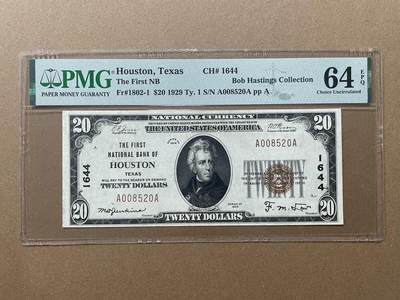 PMG
PAPER MONEY GUARANTY
Houston, Texas CH# 1644
The First NB
Bob Hastings Collection
Fr#1802-1 $20 1929 Ty. 1 S/N A008520A pp A
64 EPQ
Choice Uncirculated
NATIONAL CURRENCY
THE UNITED STATES OF AMERICA
20 20
THE FIRST
NATIONAL BANK OF
HOUSTON
TEXAS
WILL PAY TO THE BEARER ON DEMAND
TWENTY DOLLARS
A008520A
A008520A
1644
1644
20 TWENTY DOLLARS 20